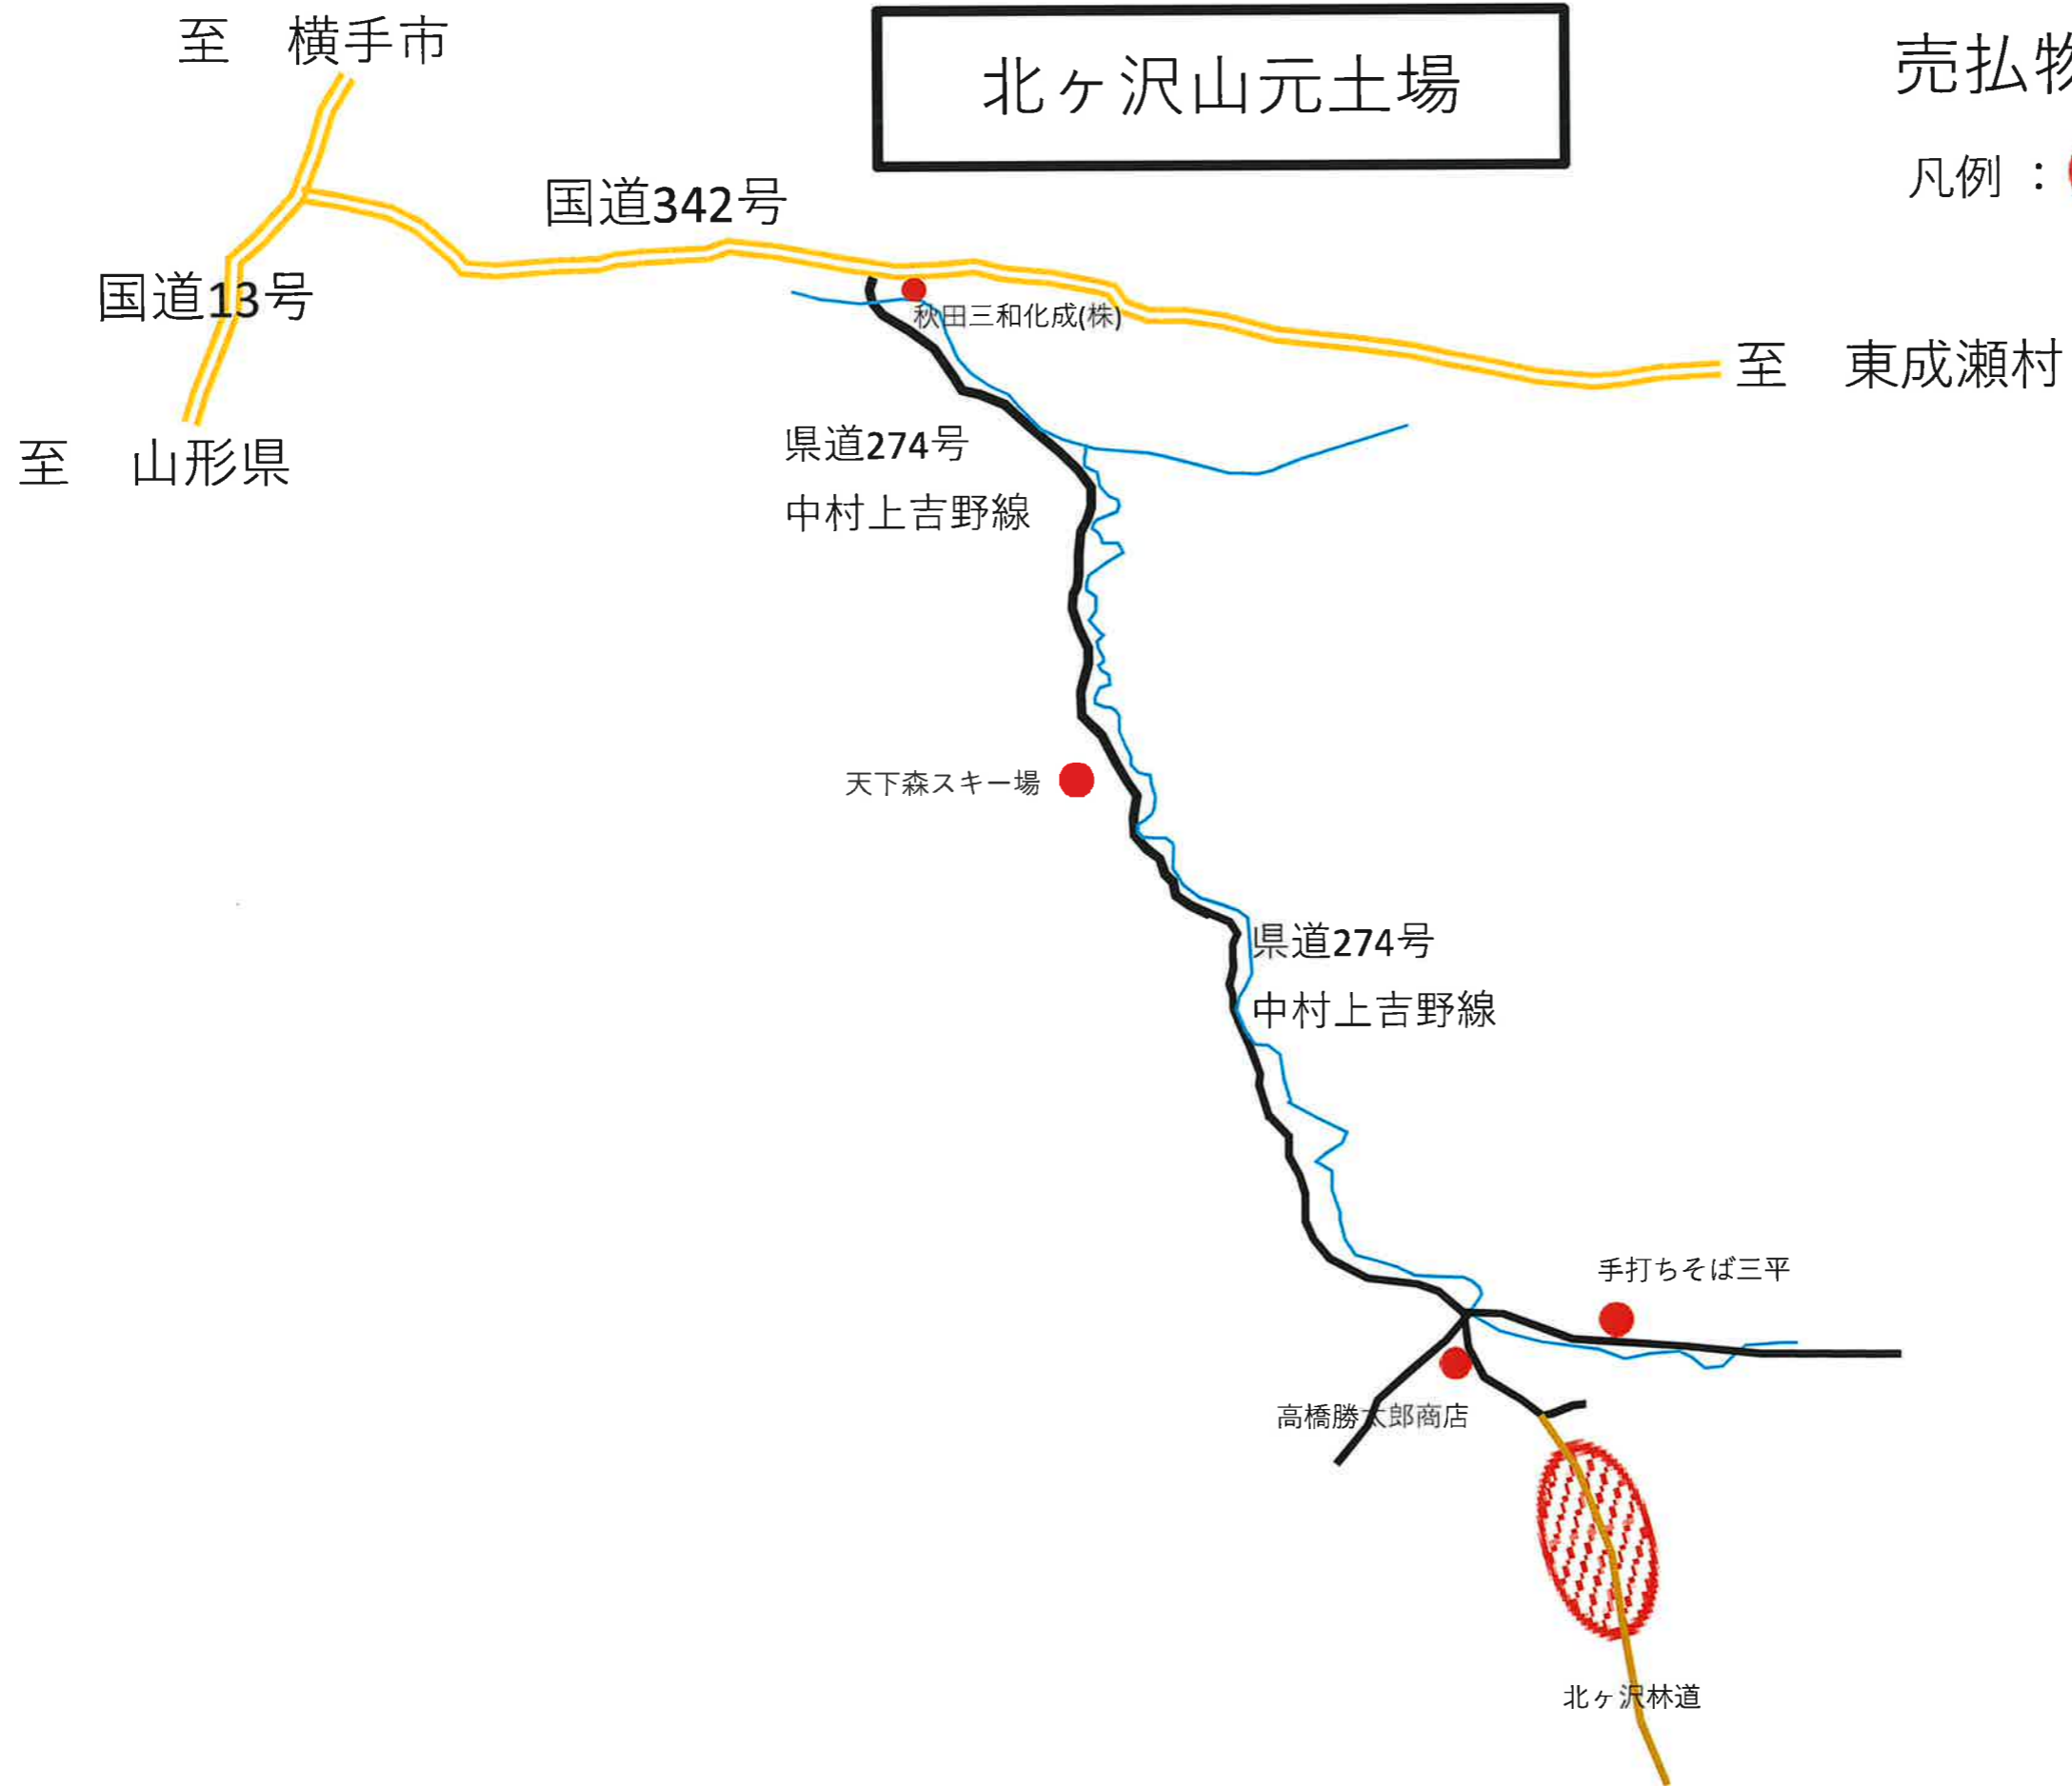 至　横手市
北ヶ沢山元土場
売払物
凡例 ：
国道342号
国道13号
秋田三和化成(株)
至　東成瀬村
至　山形県
県道274号
中村上吉野線
天下森スキー場
県道274号
中村上吉野線
手打ちそば三平
高橋勝太郎商店
北ヶ沢林道